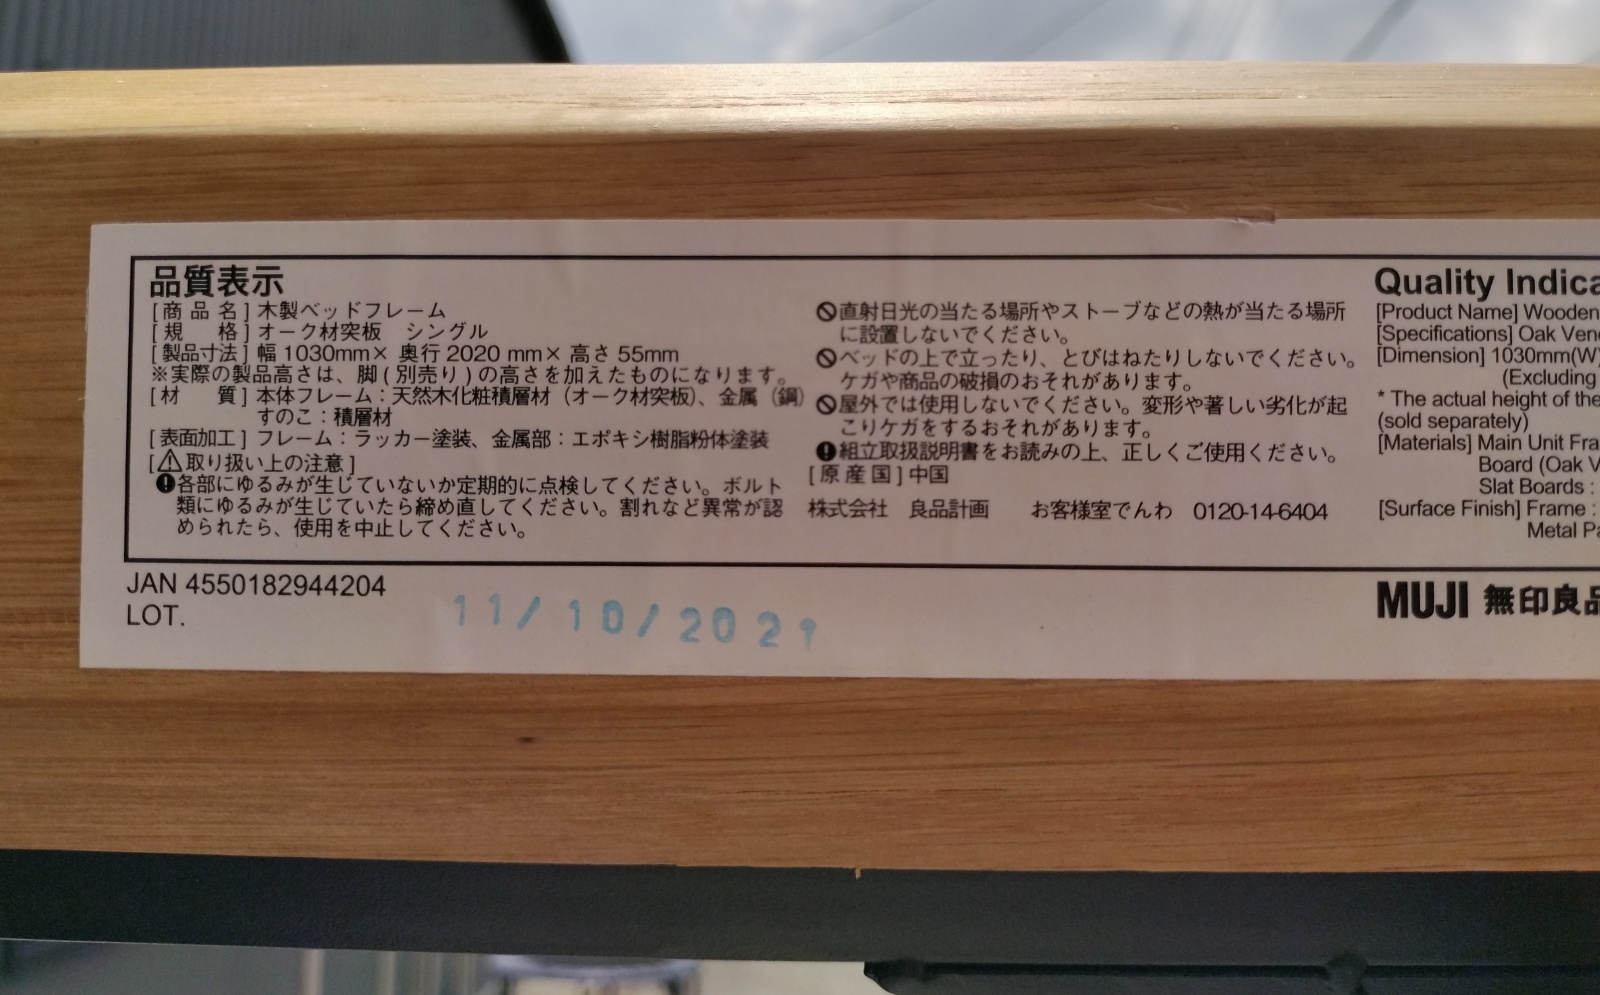 品質表示
[商品名] 木製ベッドフレーム
[規 格] オーク材突板 シングル
[製品寸法] 幅 1030mm× 奥行 2020 mm× 高さ 55mm
※実際の製品高さは、脚 ( 別売り ) の高さを加えたものになります。
[材 質] 本体フレーム：天然木化粧積層材（オーク材突板）、金属（鋼）
すのこ：積層材
[表面加工] フレーム：ラッカー塗装、金属部：エポキシ樹脂粉体塗装
[⚠取り扱い上の注意]
各部にゆるみが生じていないか定期的に点検してください。ボルト
類にゆるみが生じていたら締め直してください。割れなど異常が認
められたら、使用を中止してください。
直射日光の当たる場所やストーブなどの熱が当たる場所
に設置しないでください。
ベッドの上で立ったり、とびはねたりしないでください。
ケガや商品の破損のおそれがあります。
屋外では使用しないでください。変形や著しい劣化が起
こりケガをするおそれがあります。
組立取扱説明書をお読みの上、正しくご使用ください。
[原産国] 中国
株式会社 良品計画 お客様室でんわ 0120-14-6404
Quality Indica
[Product Name] Wooden
[Specifications] Oak Vene
[Dimension] 1030mm(W)
(Excluding
* The actual height of the
(sold separately)
[Materials] Main Unit Fra
Board (Oak V
Slat Boards :
[Surface Finish] Frame :
Metal Pa
JAN 4550182944204
LOT.
11/10/202
MUJI 無印良品